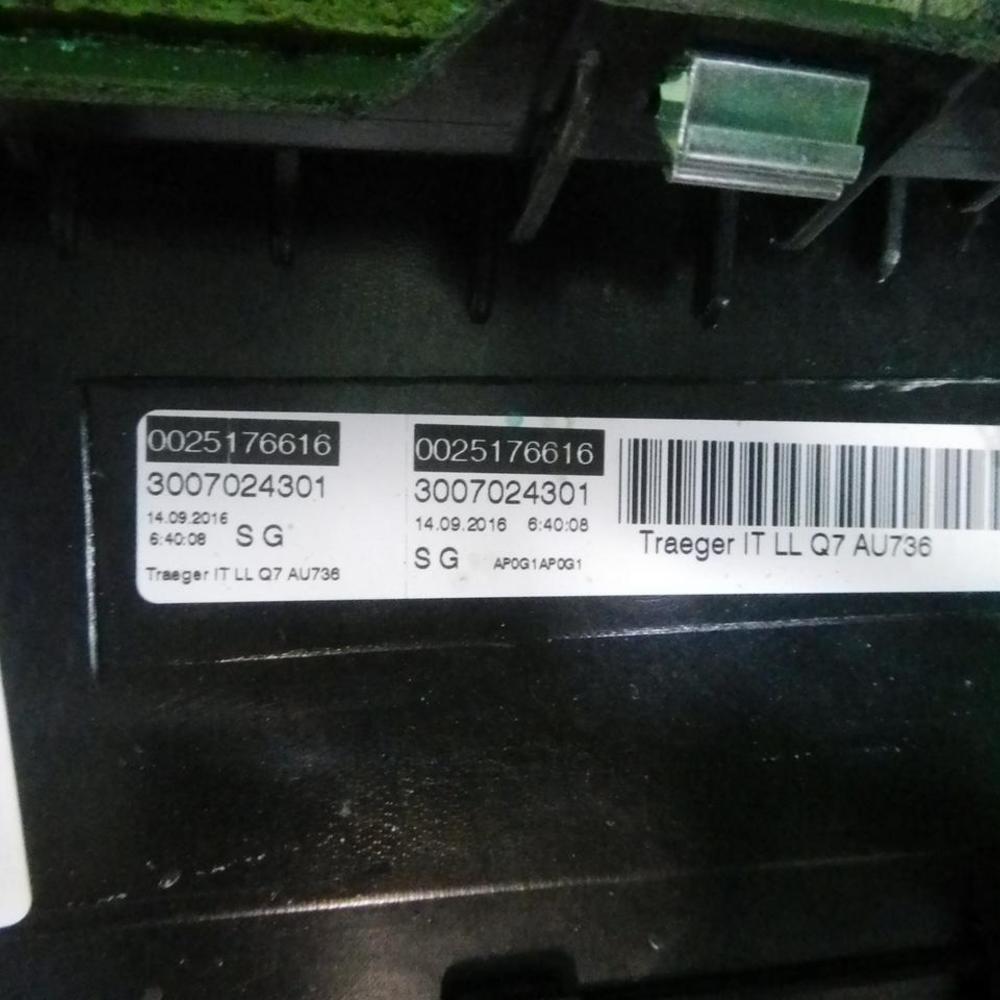 0025176616
3007024301
14.09.2016
6:40:08 S G
Traeger IT LL Q7 AU736
0025176616
3007024301
14.09.2016 6:40:08
S G AP0G1AP0G1
Traeger IT LL Q7 AU736